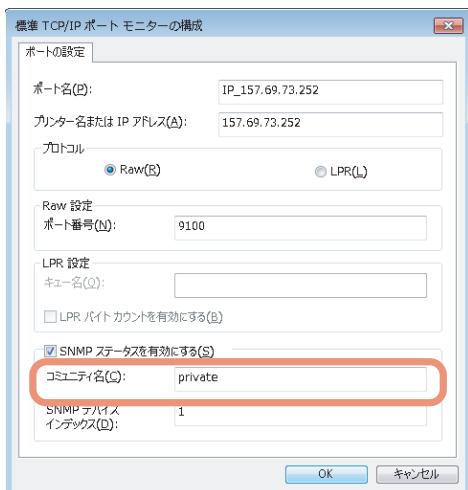 標準 TCP/IP ポート モニターの構成
ポートの設定
ポート名(P): IP_157.69.73.252
プリンター名または IP アドレス(A): 157.69.73.252
プロトコル
Raw(R) LPR(L)
Raw 設定
ポート番号(N): 9100
LPR 設定
キュー名(Q):
LPR バイト カウントを有効にする(B)
SNMP ステータスを有効にする(S)
コミュニティ名(C): private
SNMP デバイス 1
インデックス(D):
OK キャンセル